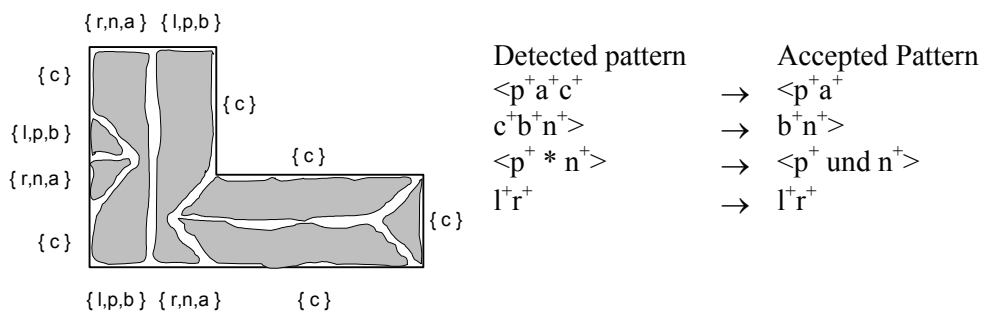 { r,n,a } { l,p,b }
{ c }
{ c }
{ l,p,b }
{ c }
{ r,n,a }
{ c }
{ c }
{ l,p,b } { r,n,a } { c }
Detected pattern Accepted Pattern
<p⁺a⁺c⁺ → <p⁺a⁺
c⁺b⁺n⁺> → b⁺n⁺>
<p⁺ * n⁺> → <p⁺ und n⁺>
l⁺r⁺ → l⁺r⁺